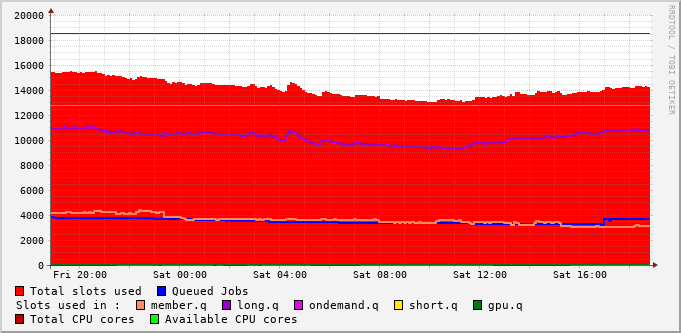 20000
18000
16000
14000
12000
10000
8000
6000
4000
2000
0
Fri 20:00 Sat 00:00 Sat 04:00 Sat 08:00 Sat 12:00 Sat 16:00
RRDTOOL / TOBI OETIKER
Total slots used Queued Jobs
Slots used in : member.q long.q ondemand.q short.q gpu.q
Total CPU cores Available CPU cores